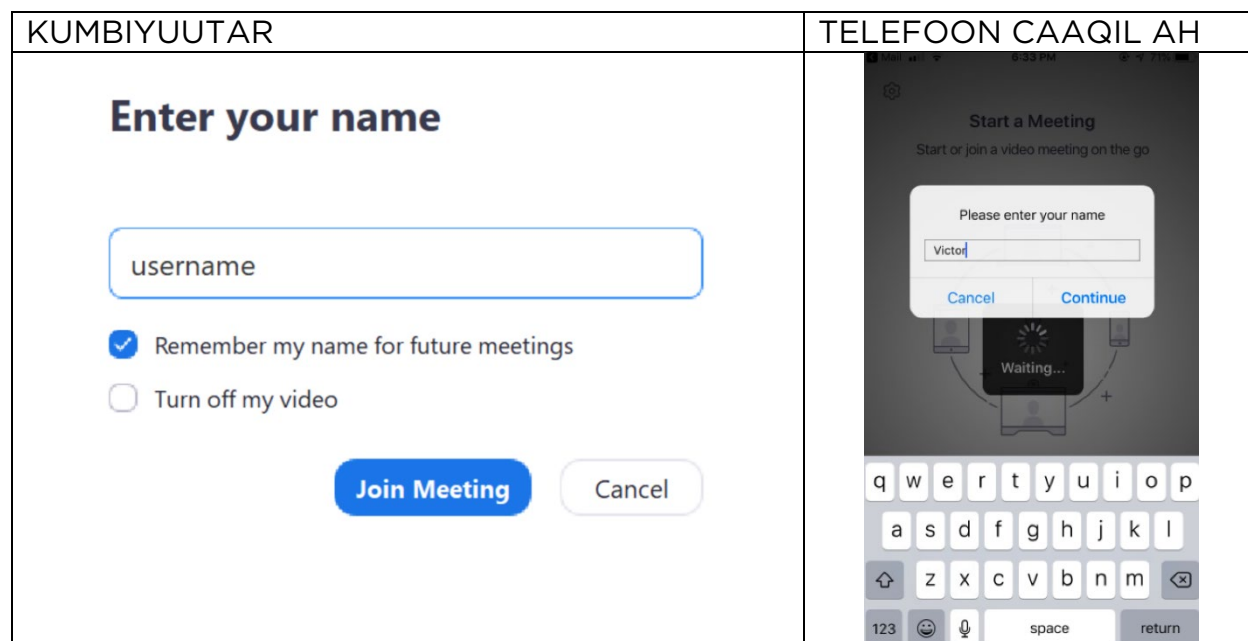 KUMBIYUUTAR
Enter your name
username
Remember my name for future meetings
Turn off my video
Join Meeting Cancel
TELEFOON CAAQIL AH
Mail 6:33 PM 71%
Start a Meeting
Start or join a video meeting on the go
Please enter your name
Victor
Cancel Continue
Waiting...
q w e r t y u i o p
a s d f g h j k l
z x c v b n m
123 space return